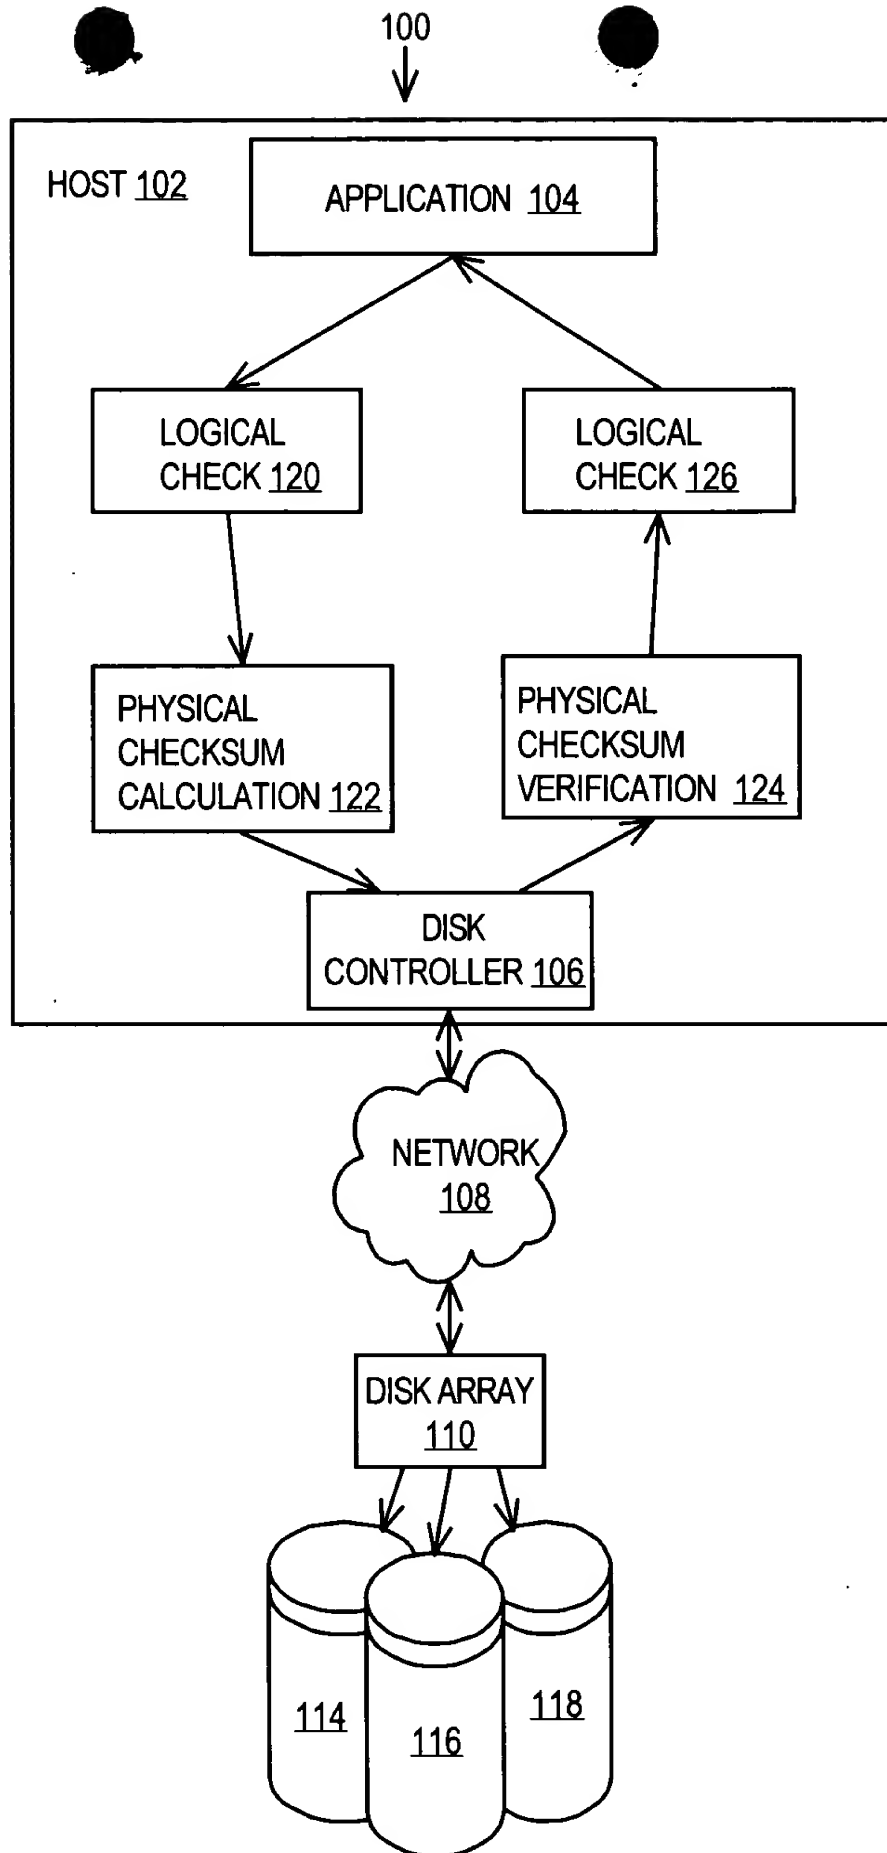 100
HOST 102
APPLICATION 104
LOGICAL
CHECK 120
LOGICAL
CHECK 126
PHYSICAL
CHECKSUM
CALCULATION 122
PHYSICAL
CHECKSUM
VERIFICATION 124
DISK
CONTROLLER 106
NETWORK
108
DISK ARRAY
110
114
116
118